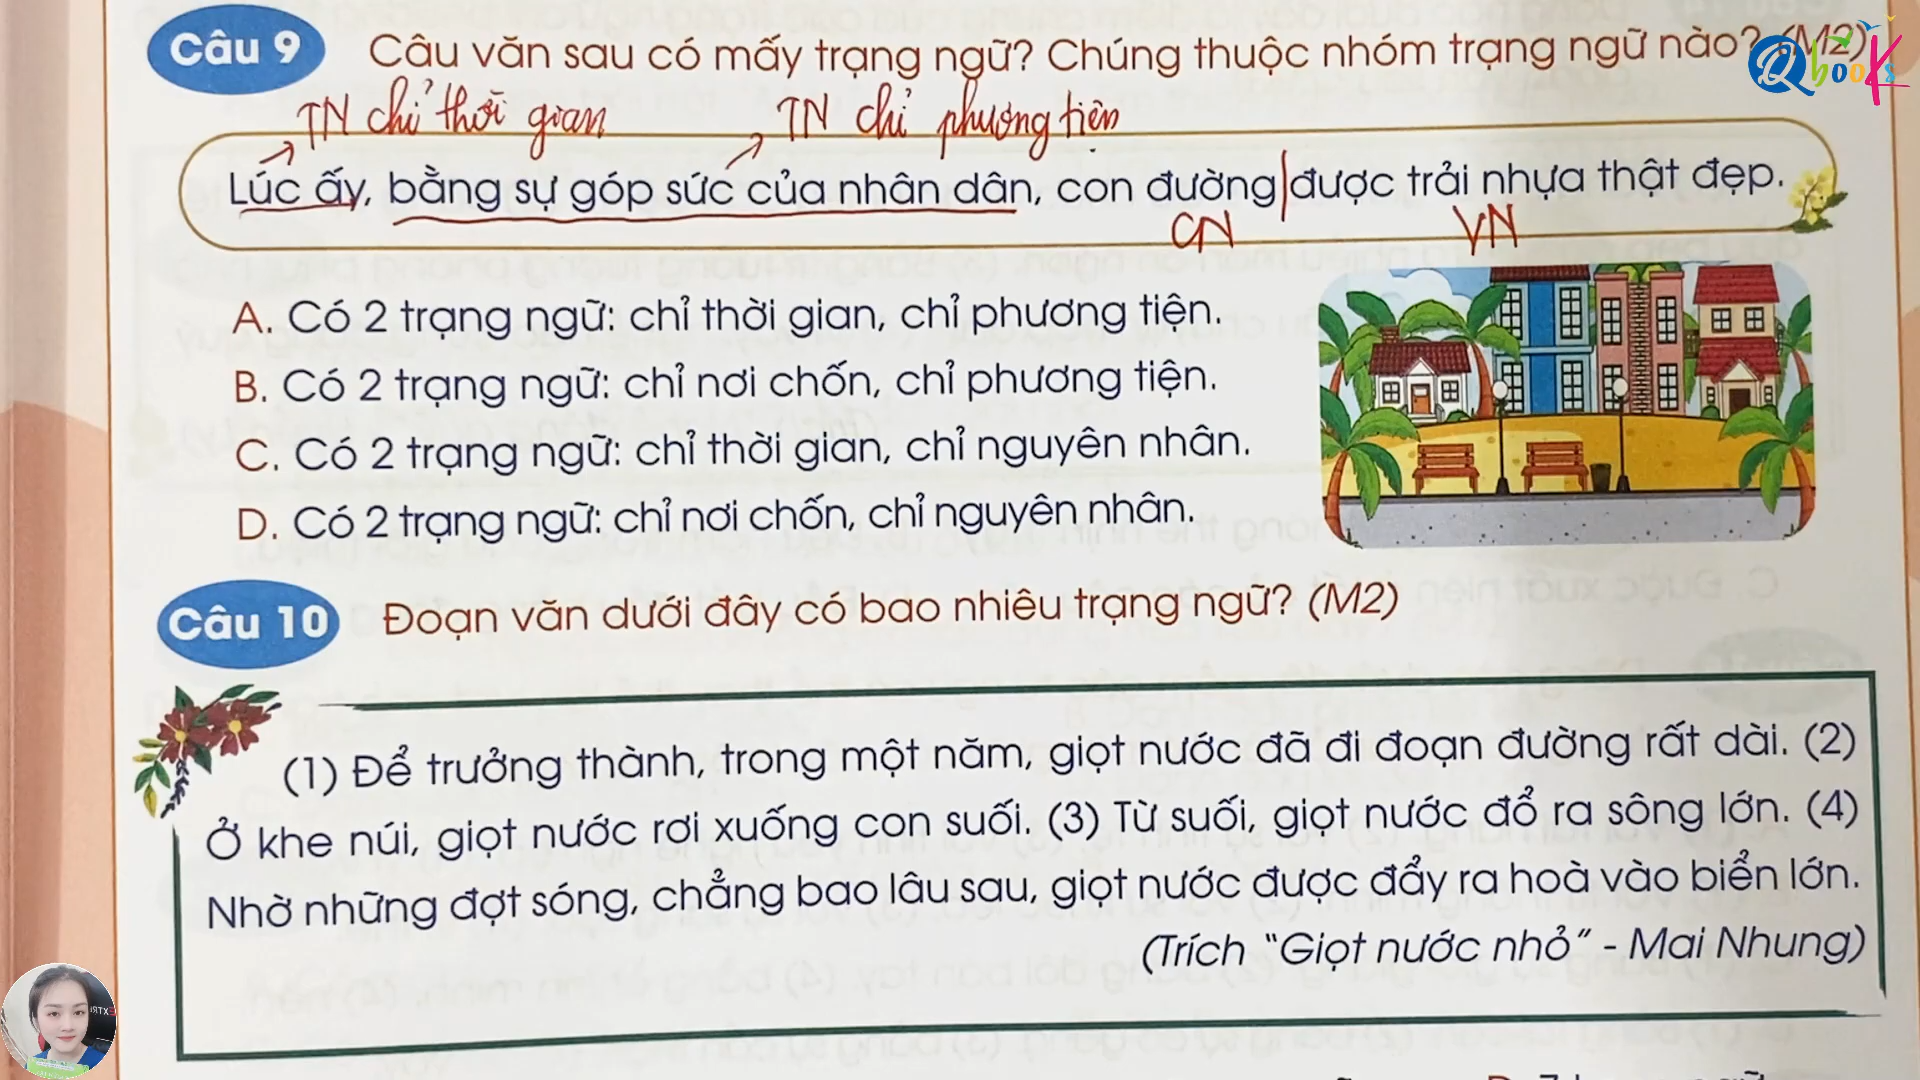 Câu 9 Câu văn sau có mấy trạng ngữ? Chúng thuộc nhóm trạng ngữ nào? (M2)
Qbooks
TN chỉ thời gian TN chỉ phương tiện
Lúc ấy, bằng sự góp sức của nhân dân, con đường được trải nhựa thật đẹp.
CN VN
A. Có 2 trạng ngữ: chỉ thời gian, chỉ phương tiện.
B. Có 2 trạng ngữ: chỉ nơi chốn, chỉ phương tiện.
C. Có 2 trạng ngữ: chỉ thời gian, chỉ nguyên nhân.
D. Có 2 trạng ngữ: chỉ nơi chốn, chỉ nguyên nhân.
Câu 10 Đoạn văn dưới đây có bao nhiêu trạng ngữ? (M2)
(1) Để trưởng thành, trong một năm, giọt nước đã đi đoạn đường rất dài. (2)
Ở khe núi, giọt nước rơi xuống con suối. (3) Từ suối, giọt nước đổ ra sông lớn. (4)
Nhờ những đợt sóng, chẳng bao lâu sau, giọt nước được đẩy ra hoà vào biển lớn.
(Trích “Giọt nước nhỏ” - Mai Nhung)